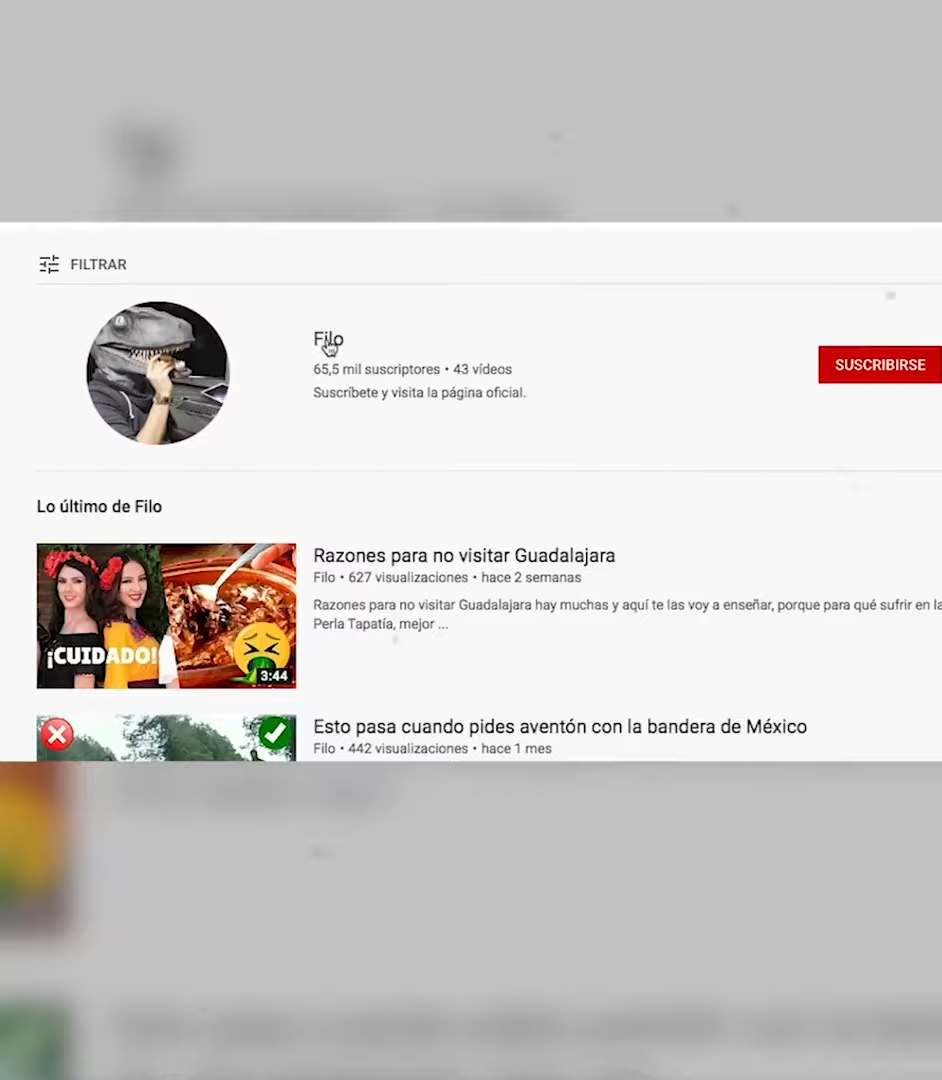 FILTRAR
Filo
65,5 mil suscriptores • 43 vídeos
Suscríbete y visita la página oficial.
SUSCRIBIRSE
Lo último de Filo
Razones para no visitar Guadalajara
Filo • 627 visualizaciones • hace 2 semanas
Razones para no visitar Guadalajara hay muchas y aquí te las voy a enseñar, porque para qué sufrir en la
Perla Tapatía, mejor ...
¡CUIDADO!
3:44
Esto pasa cuando pides aventón con la bandera de México
Filo • 442 visualizaciones • hace 1 mes